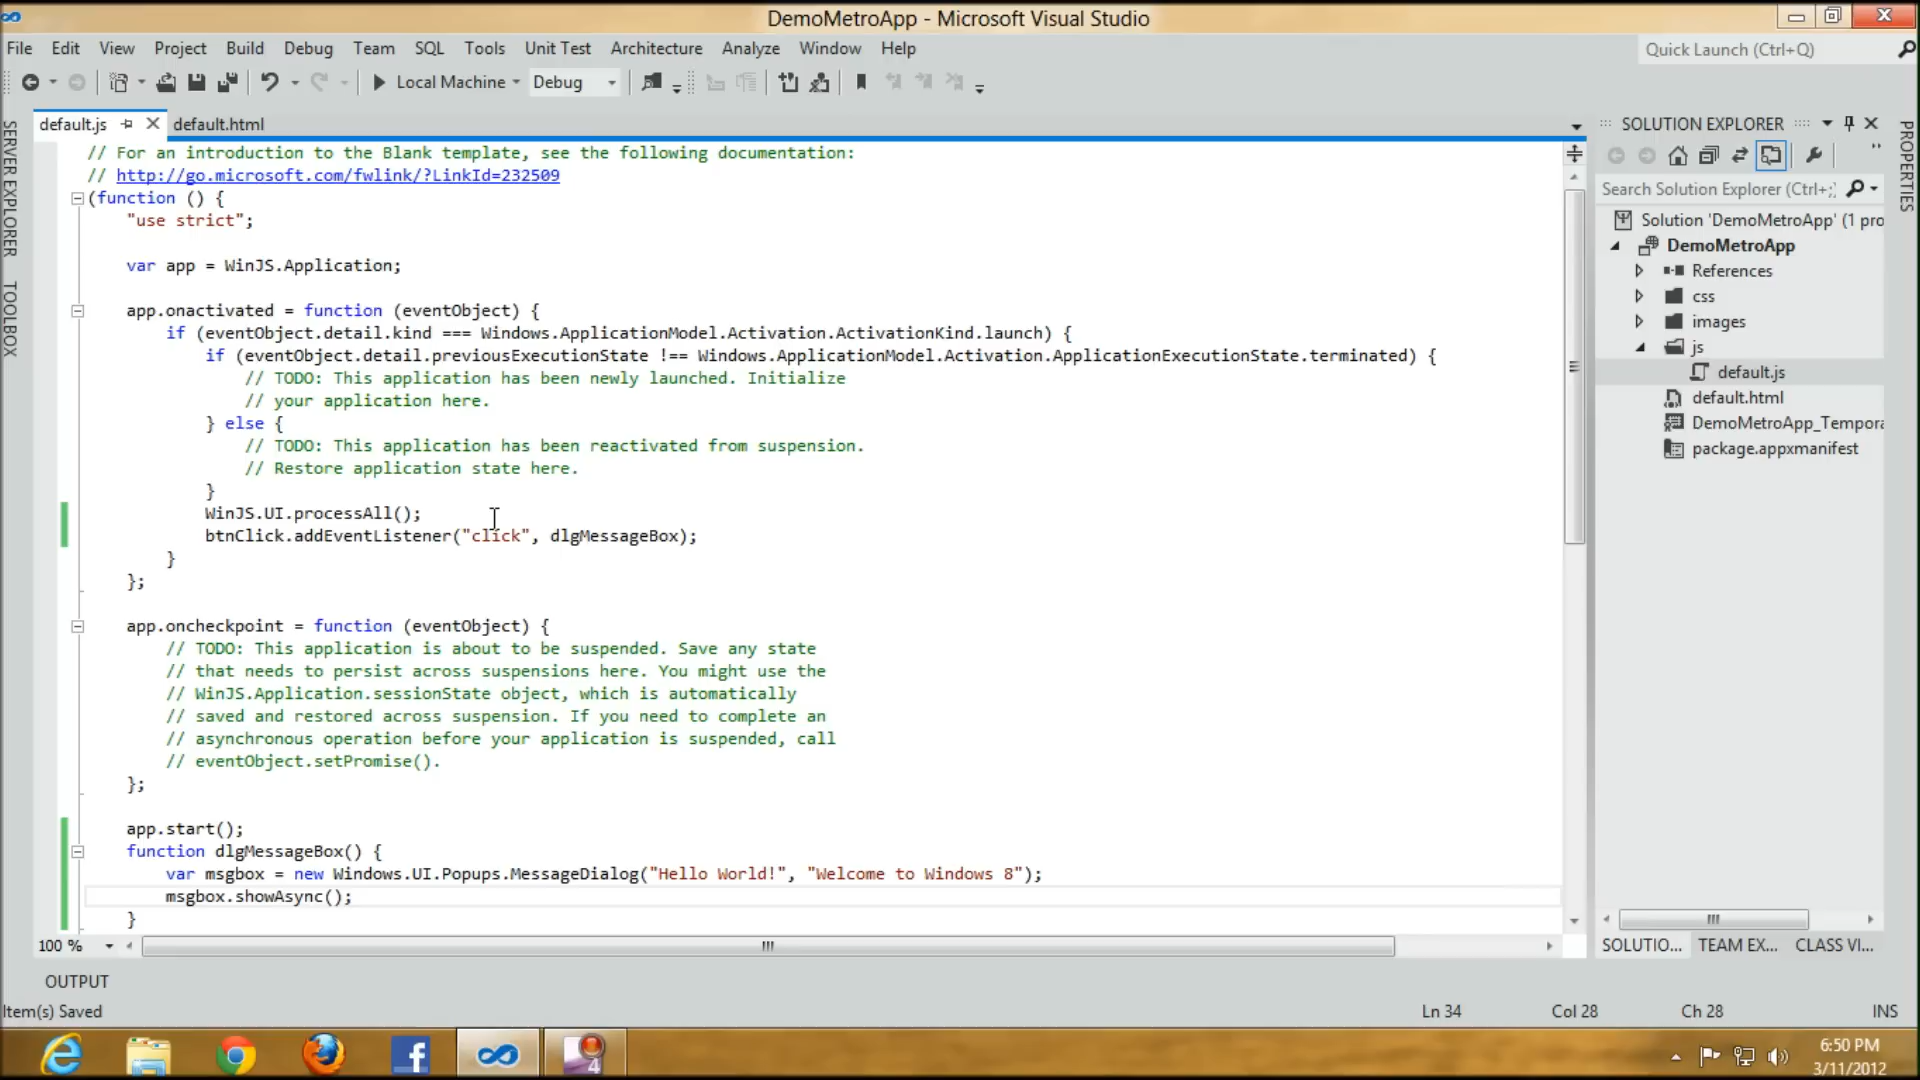 DemoMetroApp - Microsoft Visual Studio
File Edit View Project Build Debug Team SQL Tools Unit Test Architecture Analyze Window Help
Quick Launch (Ctrl+Q)
Local Machine Debug
default.js default.html
SERVER EXPLORER
TOOLBOX
// For an introduction to the Blank template, see the following documentation:
// http://go.microsoft.com/fwlink/?LinkId=232509
(function () {
"use strict";
var app = WinJS.Application;
app.onactivated = function (eventObject) {
if (eventObject.detail.kind === Windows.ApplicationModel.Activation.ActivationKind.launch) {
if (eventObject.detail.previousExecutionState !== Windows.ApplicationModel.Activation.ApplicationExecutionState.terminated) {
// TODO: This application has been newly launched. Initialize
// your application here.
} else {
// TODO: This application has been reactivated from suspension.
// Restore application state here.
}
WinJS.UI.processAll();
btnClick.addEventListener("click", dlgMessageBox);
}
};
app.oncheckpoint = function (eventObject) {
// TODO: This application is about to be suspended. Save any state
// that needs to persist across suspensions here. You might use the
// WinJS.Application.sessionState object, which is automatically
// saved and restored across suspension. If you need to complete an
// asynchronous operation before your application is suspended, call
// eventObject.setPromise().
};
app.start();
function dlgMessageBox() {
var msgbox = new Windows.UI.Popups.MessageDialog("Hello World!", "Welcome to Windows 8");
msgbox.showAsync();
}
100 %
SOLUTION EXPLORER
Search Solution Explorer (Ctrl+;)
Solution 'DemoMetroApp' (1 pro
DemoMetroApp
References
css
images
js
default.js
default.html
DemoMetroApp_Tempora
package.appxmanifest
SOLUTIO... TEAM EX... CLASS VI...
PROPERTIES
OUTPUT
Item(s) Saved Ln 34 Col 28 Ch 28 INS
4
6:50 PM
3/11/2012